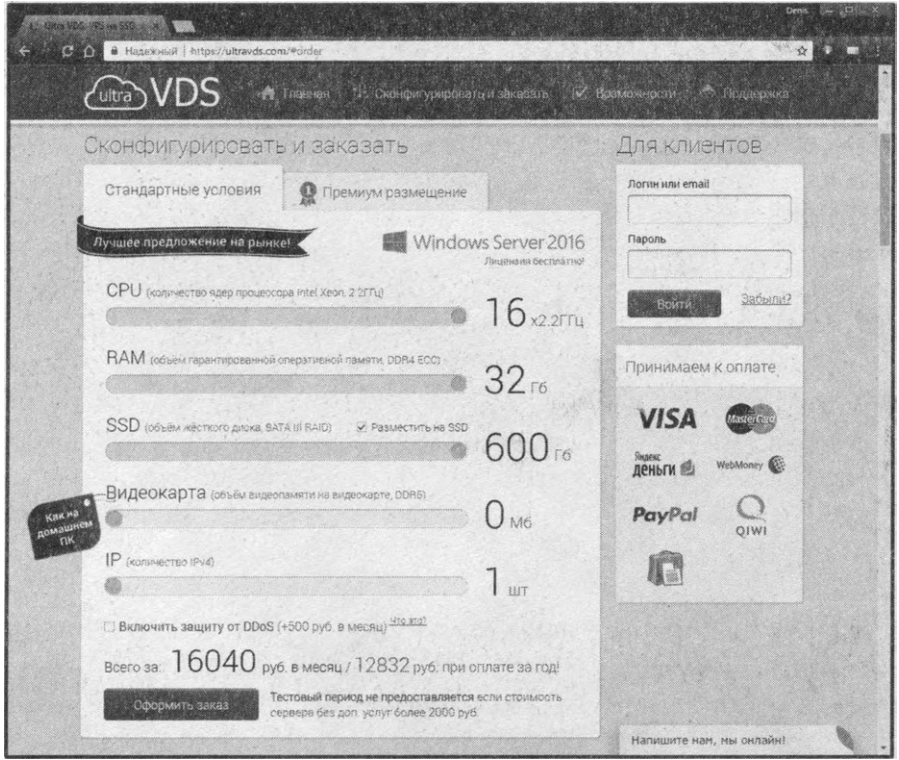 Ultra VDS, VPS на SSD
Denis
Надежный | https://ultravds.com/#order
ultra VDS
Главная
Сконфигурировать и заказать
Возможности
Поддержка
Сконфигурировать и заказать
Для клиентов
Стандартные условия
Премиум размещение
Логин или email
Лучшее предложение на рынке!
Windows Server 2016
Лицензия бесплатно!
Пароль
CPU (количество ядер процессора Intel Xeon, 2.2ГГц)
16 x2.2ГГц
Войти
Забыли?
RAM (объем гарантированной оперативной памяти, DDR4 ECC)
32 Гб
Принимаем к оплате
VISA
MasterCard
SSD (объём жёсткого диска, SATA III RAID)
Разместить на SSD
600 Гб
Яндекс
деньги
WebMoney
Видеокарта (объём видеопамяти на видеокарте, DDR5)
0 Мб
Как на
домашнем
ПК
PayPal
QIWI
IP (количество IPv4)
1 шт
Включить защиту от DDoS (+500 руб. в месяц) Что это?
Всего за: 16040 руб. в месяц / 12832 руб. при оплате за год!
Оформить заказ
Тестовый период не предоставляется если стоимость
сервера без доп. услуг более 2000 руб.
Напишите нам, мы онлайн!